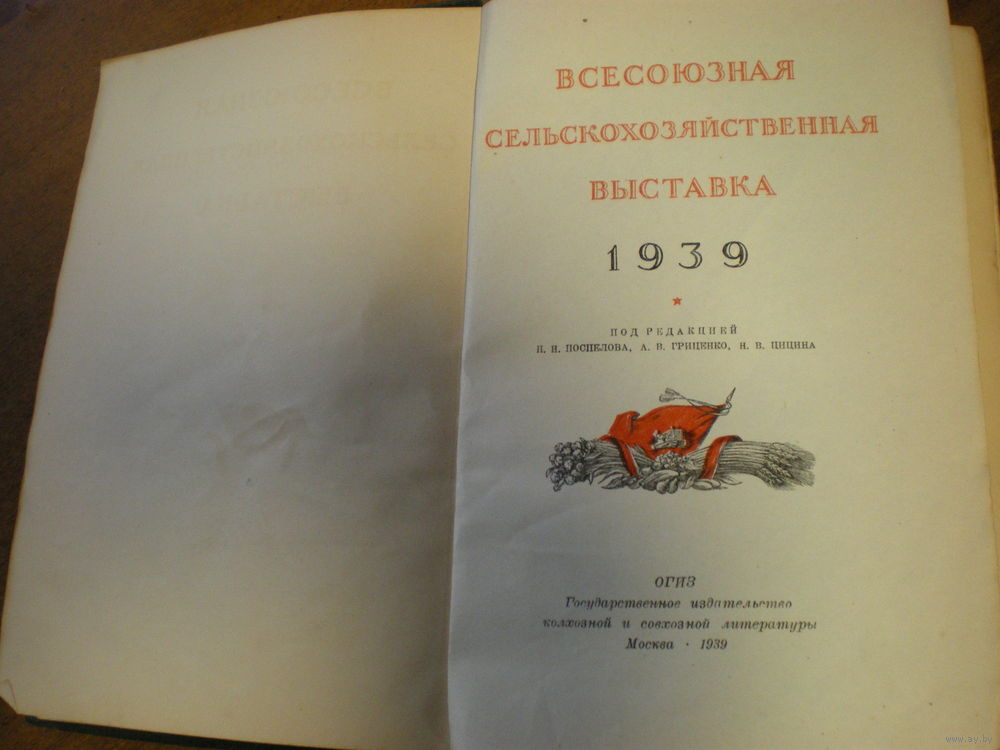 ВСЕСОЮЗНАЯ
СЕЛЬСКОХОЗЯЙСТВЕННАЯ
ВЫСТАВКА
1939
ПОД РЕДАКЦИЕЙ
П. Н. ПОСПЕЛОВА, А. В. ГРИЦЕНКО, Н. В. ЦИЦИНА
ОГИЗ
Государственное издательство
колхозной и совхозной литературы
Москва · 1939
www.ay.by